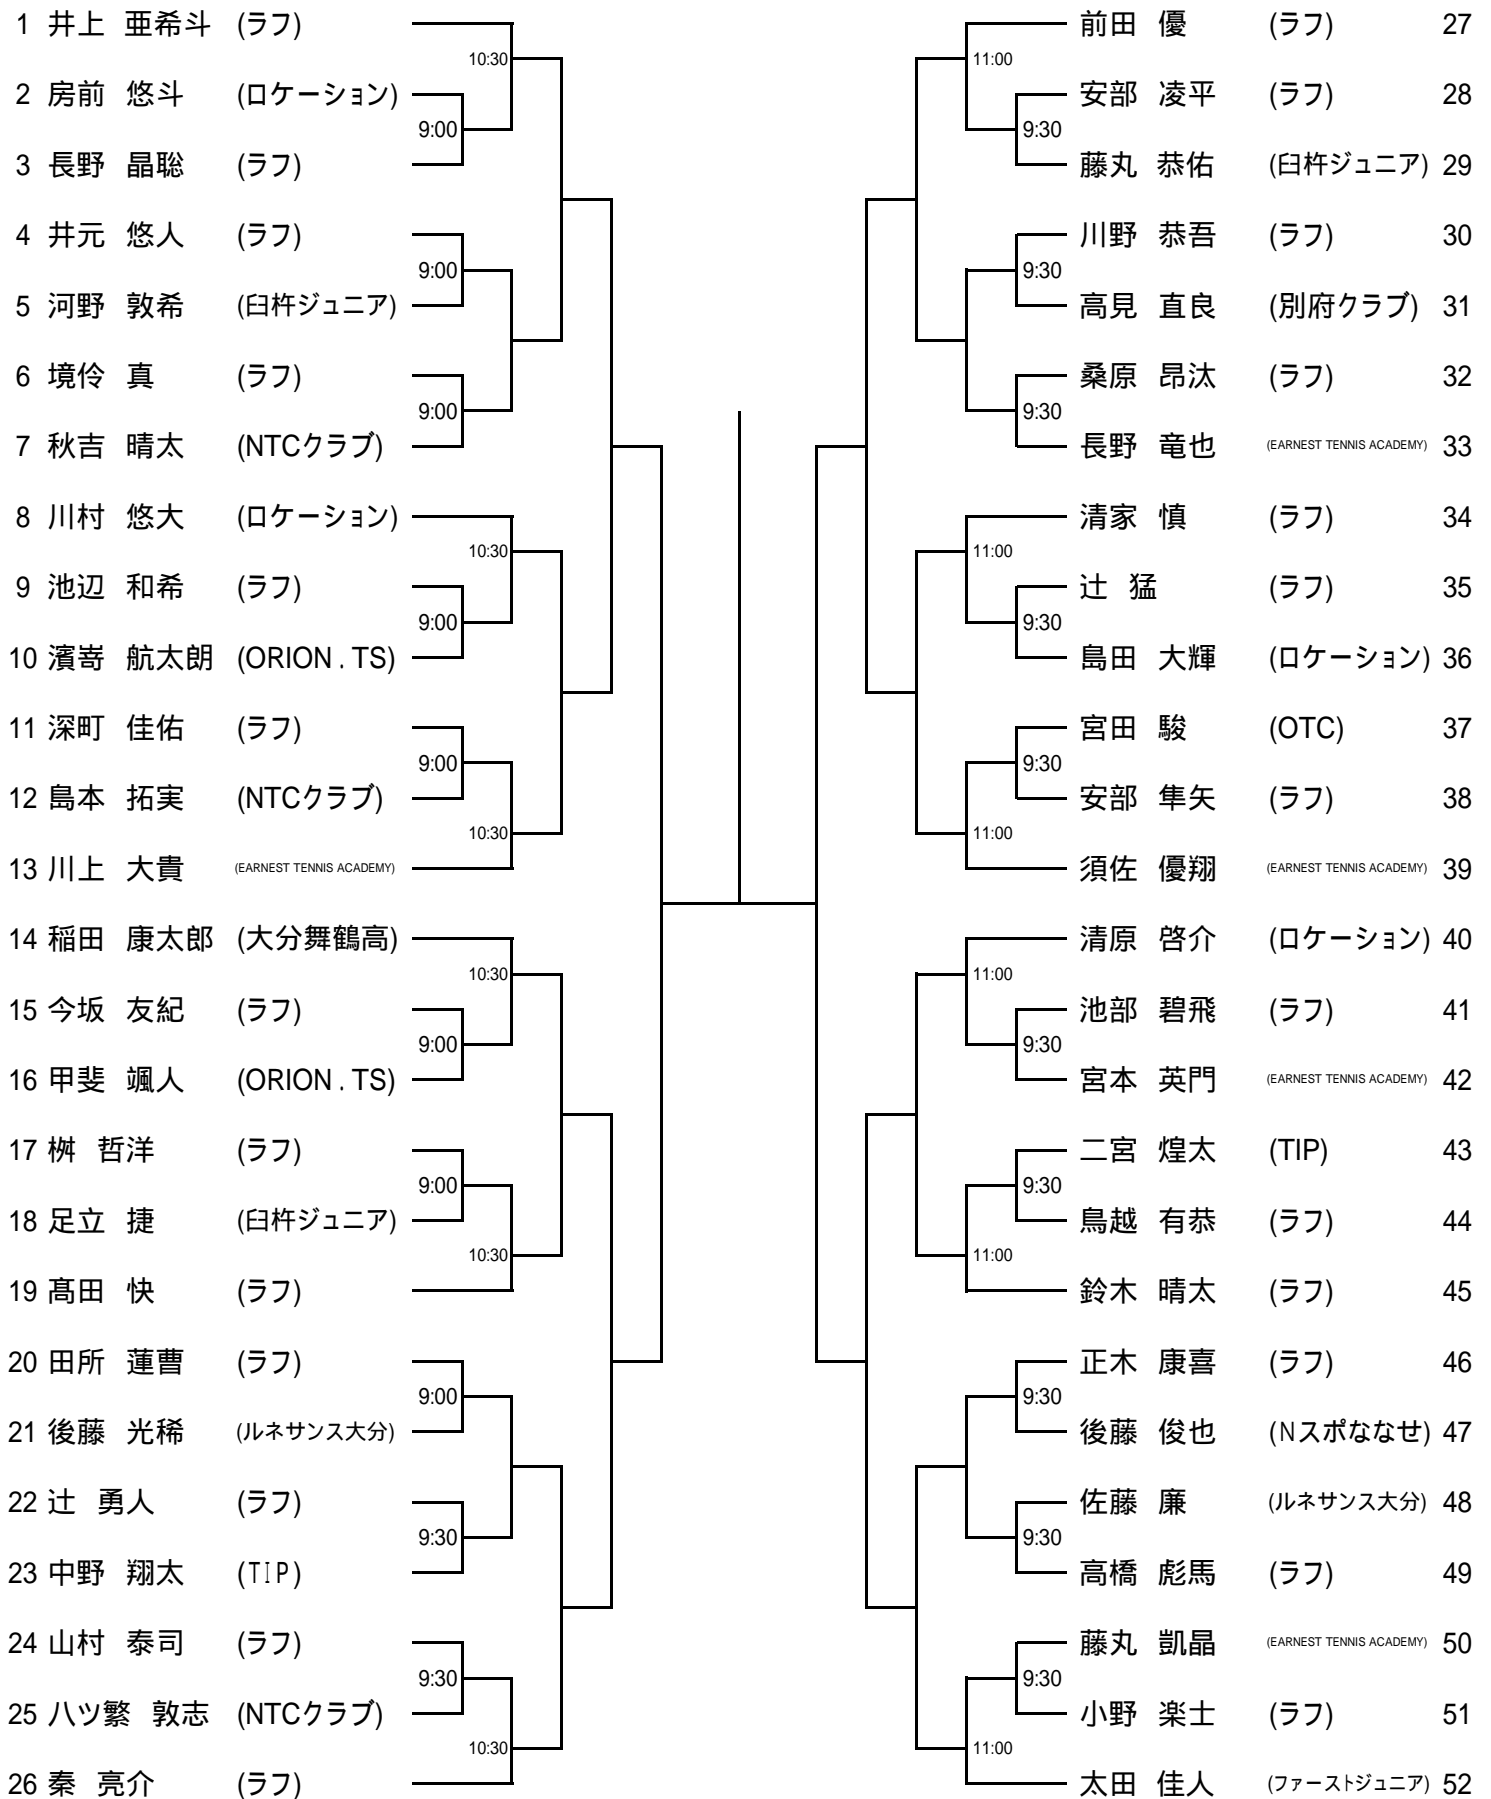 1 井上 亜希斗 (ラフ)
10:30
2 房前 悠斗 (ロケーション)
9:00
3 長野 晶聡 (ラフ)
4 井元 悠人 (ラフ)
9:00
5 河野 敦希 (臼杵ジュニア)
6 境伶 真 (ラフ)
9:00
7 秋吉 晴太 (NTCクラブ)
8 川村 悠大 (ロケーション)
10:30
9 池辺 和希 (ラフ)
9:00
10 濱嵜 航太朗 (ORION.TS)
11 深町 佳佑 (ラフ)
9:00
12 島本 拓実 (NTCクラブ)
10:30
13 川上 大貴 (EARNEST TENNIS ACADEMY)
14 稲田 康太郎 (大分舞鶴高)
10:30
15 今坂 友紀 (ラフ)
9:00
16 甲斐 颯人 (ORION.TS)
17 桝 哲洋 (ラフ)
9:00
18 足立 捷 (臼杵ジュニア)
10:30
19 髙田 快 (ラフ)
20 田所 蓮曹 (ラフ)
9:00
21 後藤 光稀 (ルネサンス大分)
22 辻 勇人 (ラフ)
9:30
23 中野 翔太 (TIP)
24 山村 泰司 (ラフ)
9:30
25 八ツ繁 敦志 (NTCクラブ)
10:30
26 秦 亮介 (ラフ)
前田 優 (ラフ) 27
11:00
安部 凌平 (ラフ) 28
9:30
藤丸 恭佑 (臼杵ジュニア) 29
川野 恭吾 (ラフ) 30
9:30
高見 直良 (別府クラブ) 31
桑原 昂汰 (ラフ) 32
9:30
長野 竜也 (EARNEST TENNIS ACADEMY) 33
清家 慎 (ラフ) 34
11:00
辻 猛 (ラフ) 35
9:30
島田 大輝 (ロケーション) 36
宮田 駿 (OTC) 37
9:30
安部 隼矢 (ラフ) 38
11:00
須佐 優翔 (EARNEST TENNIS ACADEMY) 39
清原 啓介 (ロケーション) 40
11:00
池部 碧飛 (ラフ) 41
9:30
宮本 英門 (EARNEST TENNIS ACADEMY) 42
二宮 煌太 (TIP) 43
9:30
鳥越 有恭 (ラフ) 44
11:00
鈴木 晴太 (ラフ) 45
正木 康喜 (ラフ) 46
9:30
後藤 俊也 (Nスポななせ) 47
佐藤 廉 (ルネサンス大分) 48
9:30
高橋 彪馬 (ラフ) 49
藤丸 凱晶 (EARNEST TENNIS ACADEMY) 50
9:30
小野 楽士 (ラフ) 51
11:00
太田 佳人 (ファーストジュニア) 52